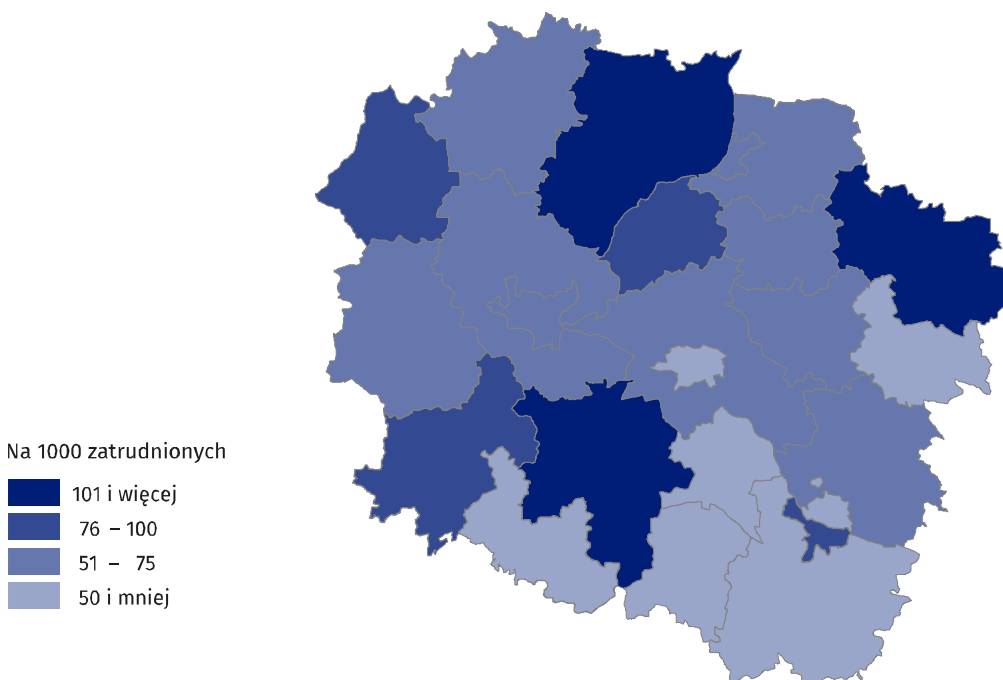 Na 1000 zatrudnionych
101 i więcej
76 – 100
51 – 75
50 i mniej